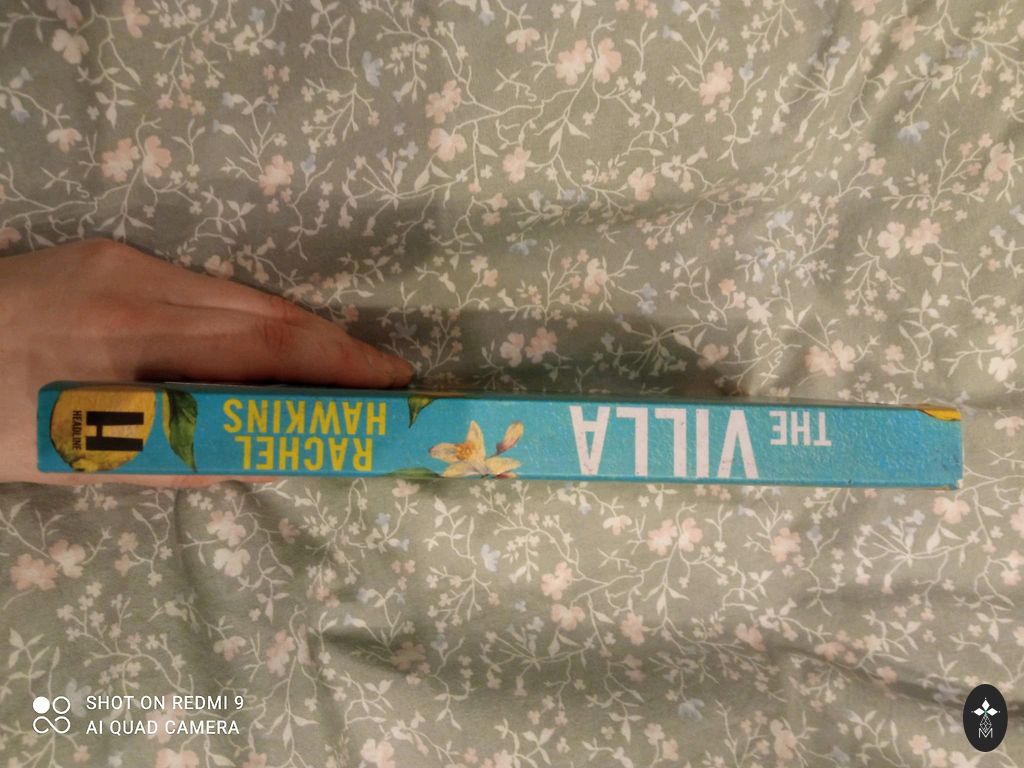 THE
VILLA
RACHEL
HAWKINS
H
HEADLINE
SHOT ON REDMI 9
AI QUAD CAMERA
M